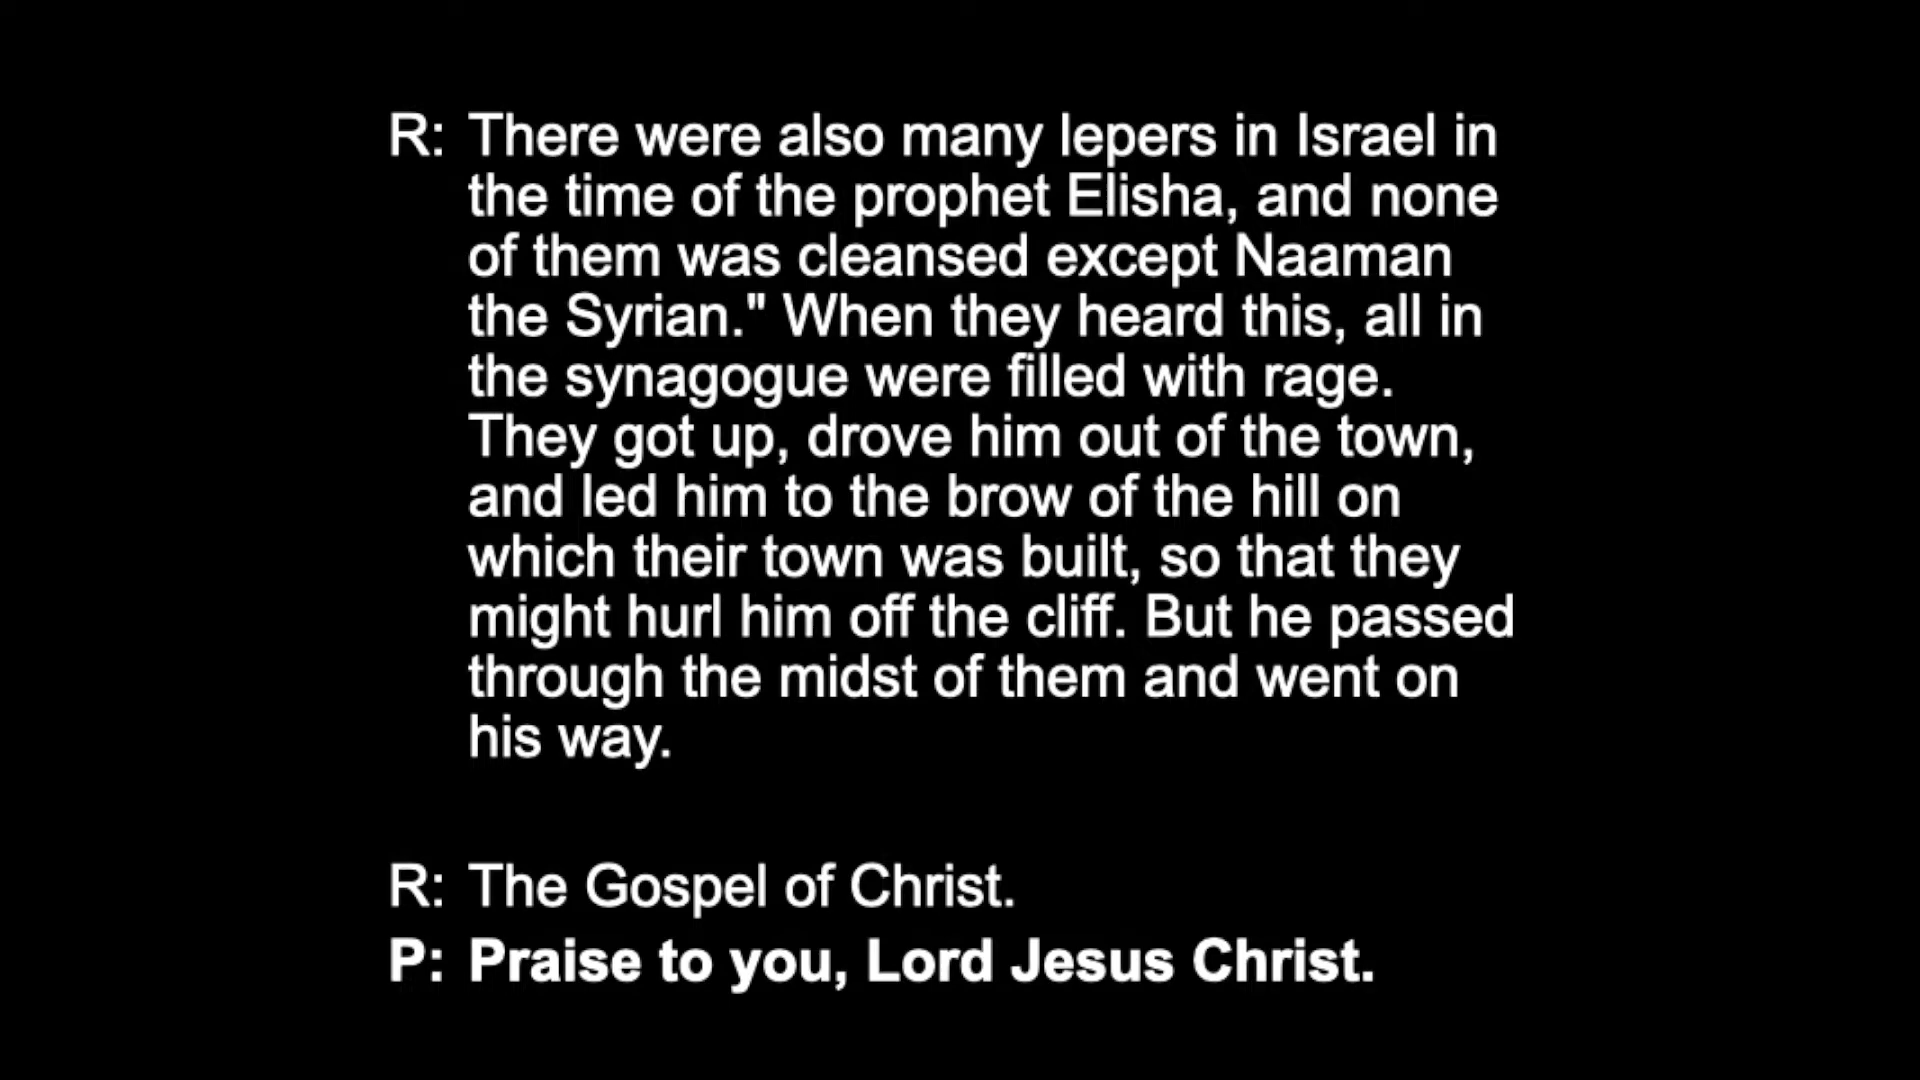 R: There were also many lepers in Israel in
the time of the prophet Elisha, and none
of them was cleansed except Naaman
the Syrian." When they heard this, all in
the synagogue were filled with rage.
They got up, drove him out of the town,
and led him to the brow of the hill on
which their town was built, so that they
might hurl him off the cliff. But he passed
through the midst of them and went on
his way.
R: The Gospel of Christ.
P: Praise to you, Lord Jesus Christ.